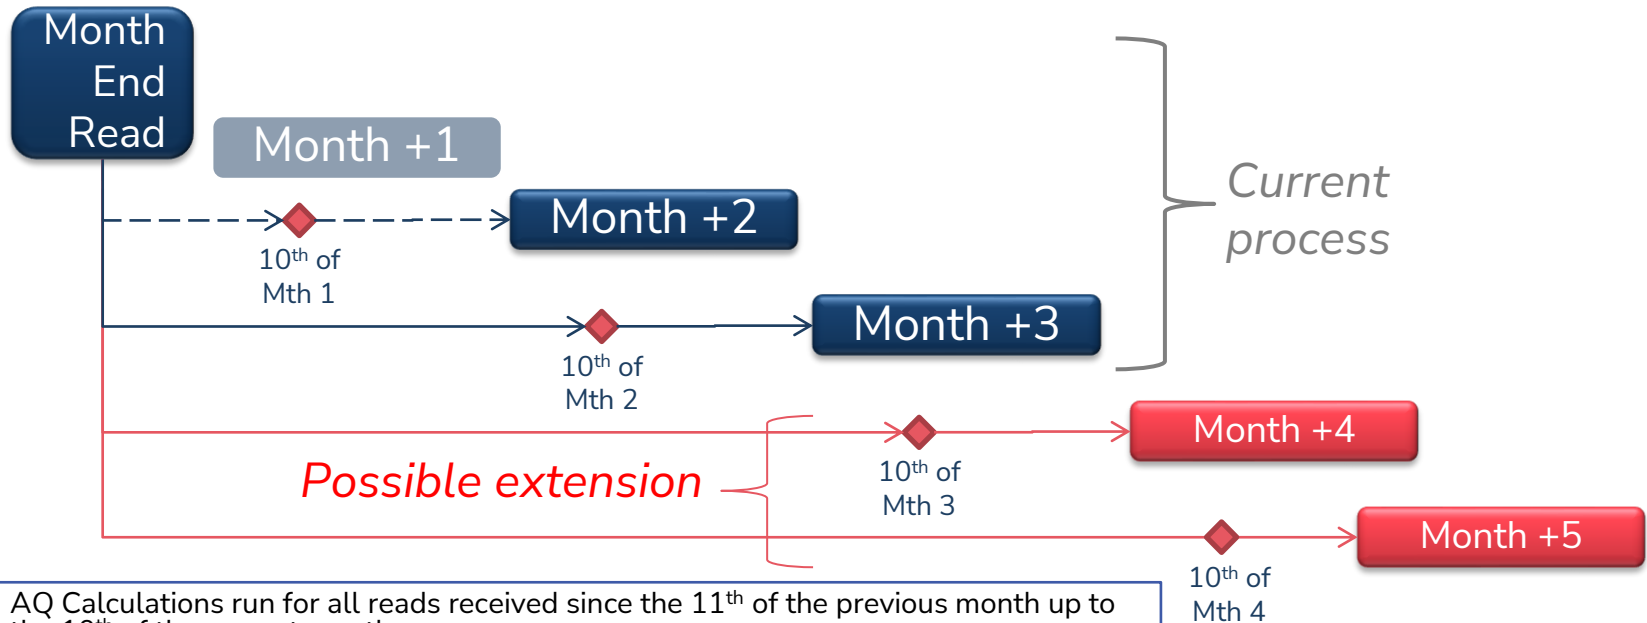 Month
End
Read
Month +1
Month +2
10th of
Mth 1
Current
process
Month +3
10th of
Mth 2
Month +4
Possible extension
10th of
Mth 3
Month +5
10th of
Mth 4
AQ Calculations run for all reads received since the 11th of the previous month up to